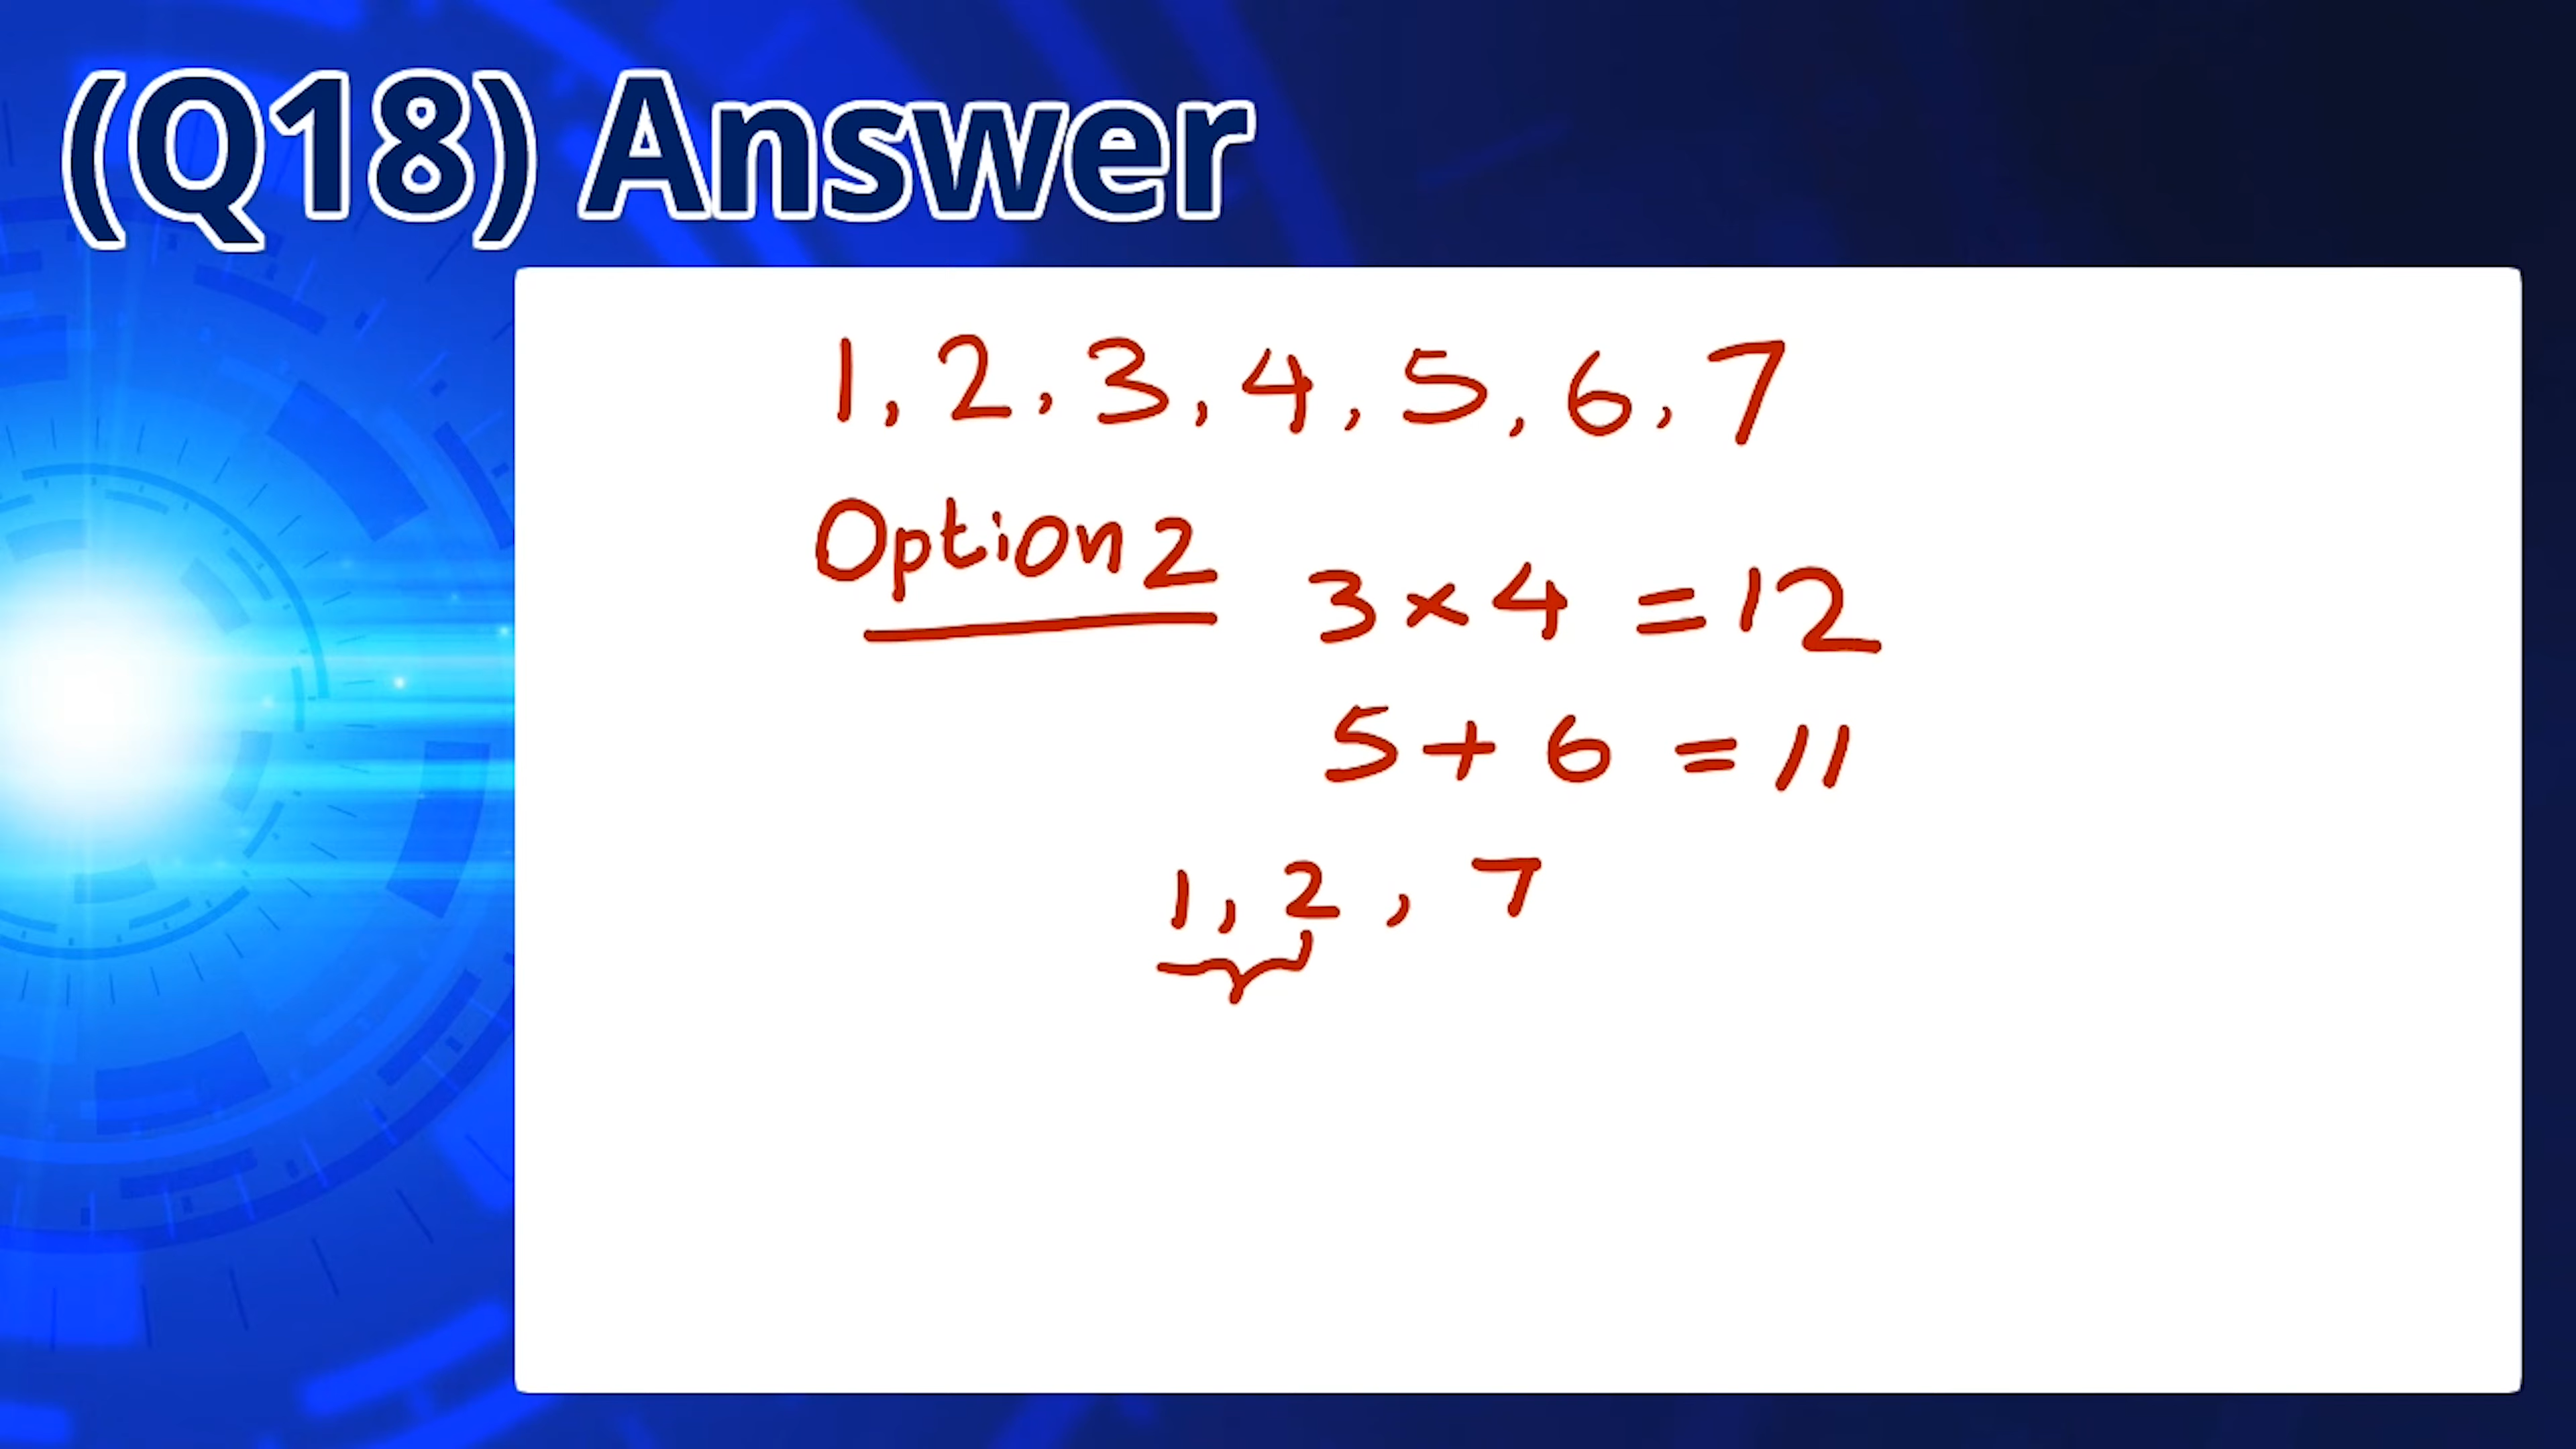 (Q18) Answer
1, 2, 3, 4, 5, 6, 7
Option 2
3 × 4 = 12
5 + 6 = 11
1, 2, 7